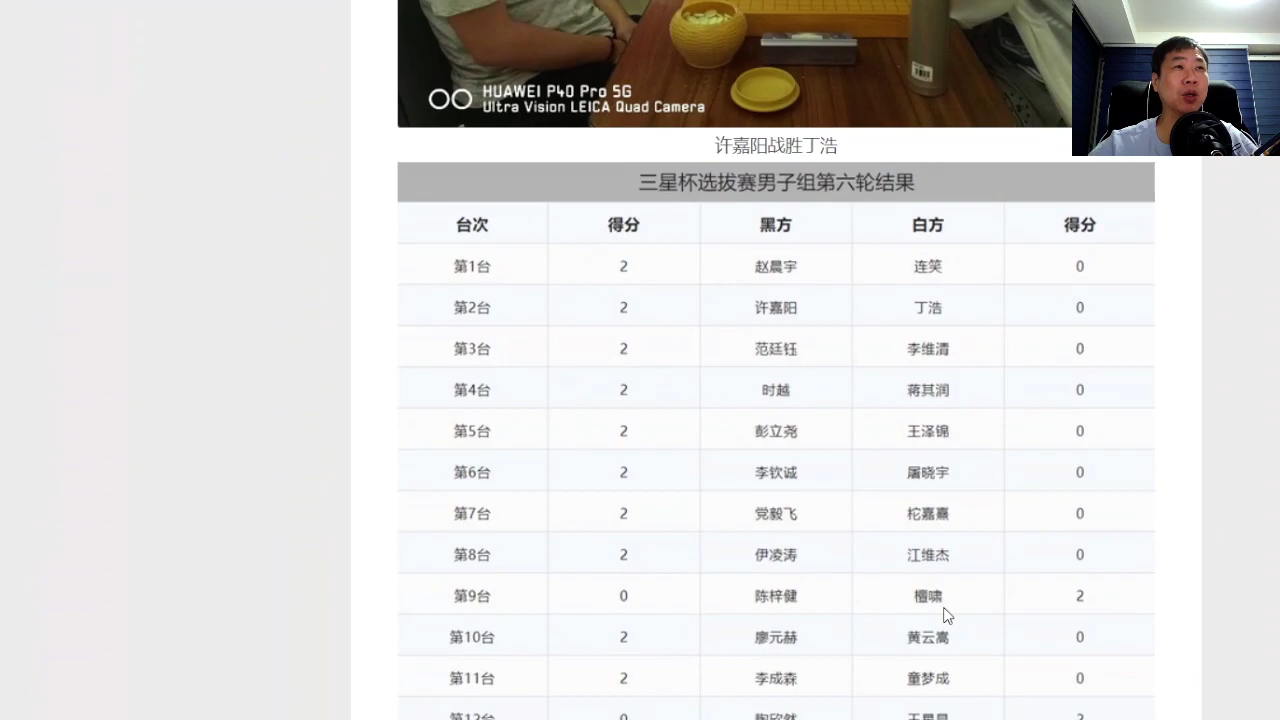 HUAWEI P40 Pro 5G
Ultra Vision LEICA Quad Camera
许嘉阳战胜丁浩
三星杯选拔赛男子组第六轮结果
台次 得分 黑方 白方 得分
第1台 2 赵晨宇 连笑 0
第2台 2 许嘉阳 丁浩 0
第3台 2 范廷钰 李维清 0
第4台 2 时越 蒋其润 0
第5台 2 彭立尧 王泽锦 0
第6台 2 李钦诚 屠晓宇 0
第7台 2 党毅飞 柁嘉熹 0
第8台 2 伊凌涛 江维杰 0
第9台 0 陈梓健 檀啸 2
第10台 2 廖元赫 黄云嵩 0
第11台 2 李成森 童梦成 0
第12台